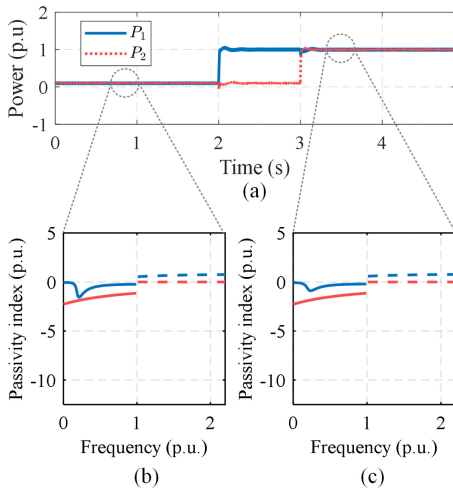 2
P1
P2
1
0
-1
Power (p.u)
0 1 2 3 4
Time (s)
(a)
5
0
-5
-10
Passivity index (p.u.)
0 1 2
Frequency (p.u.)
(b)
5
0
-5
-10
Passivity index (p.u.)
0 1 2
Frequency (p.u.)
(c)